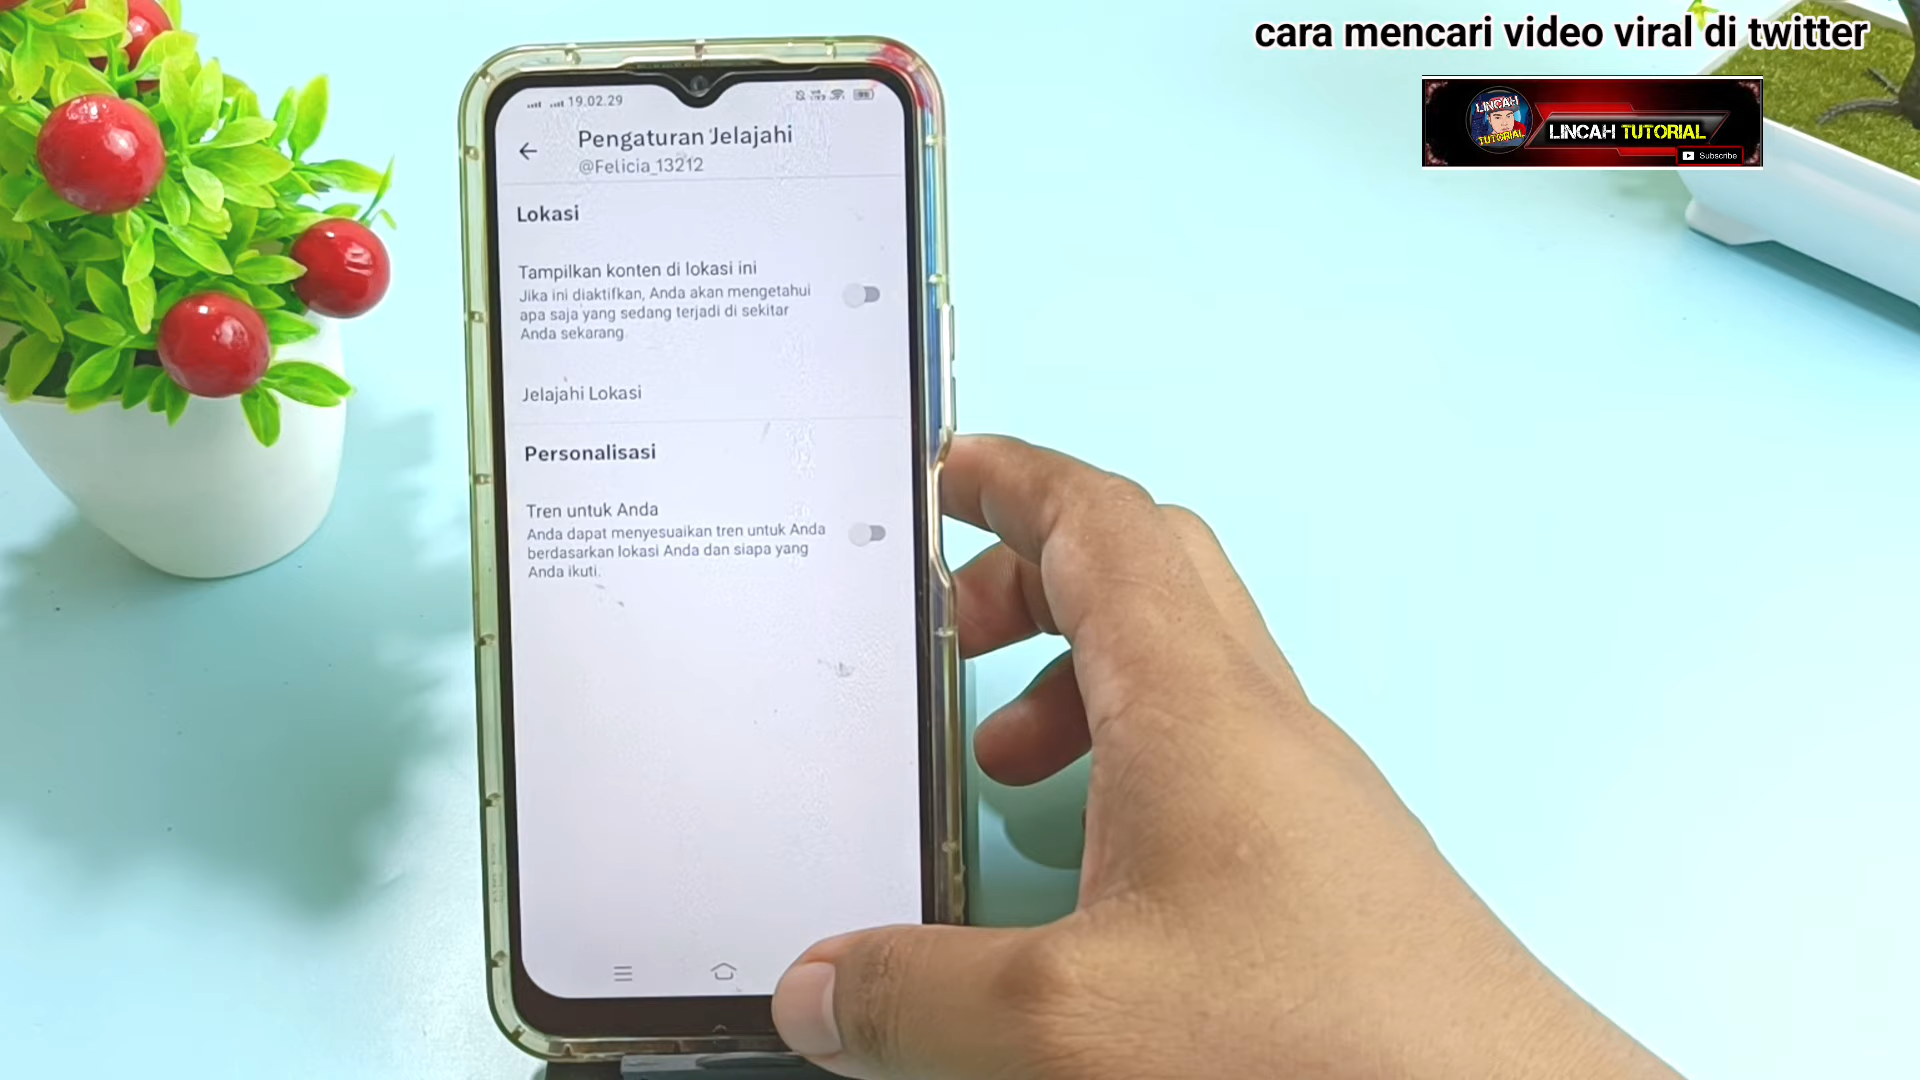 cara mencari video viral di twitter
LINCAH
TUTORIAL
LINCAH TUTORIAL
Subscribe
19.02.29
Pengaturan Jelajahi
@Felicia_13212
Lokasi
Tampilkan konten di lokasi ini
Jika ini diaktifkan, Anda akan mengetahui
apa saja yang sedang terjadi di sekitar
Anda sekarang.
Jelajahi Lokasi
Personalisasi
Tren untuk Anda
Anda dapat menyesuaikan tren untuk Anda
berdasarkan lokasi Anda dan siapa yang
Anda ikuti.